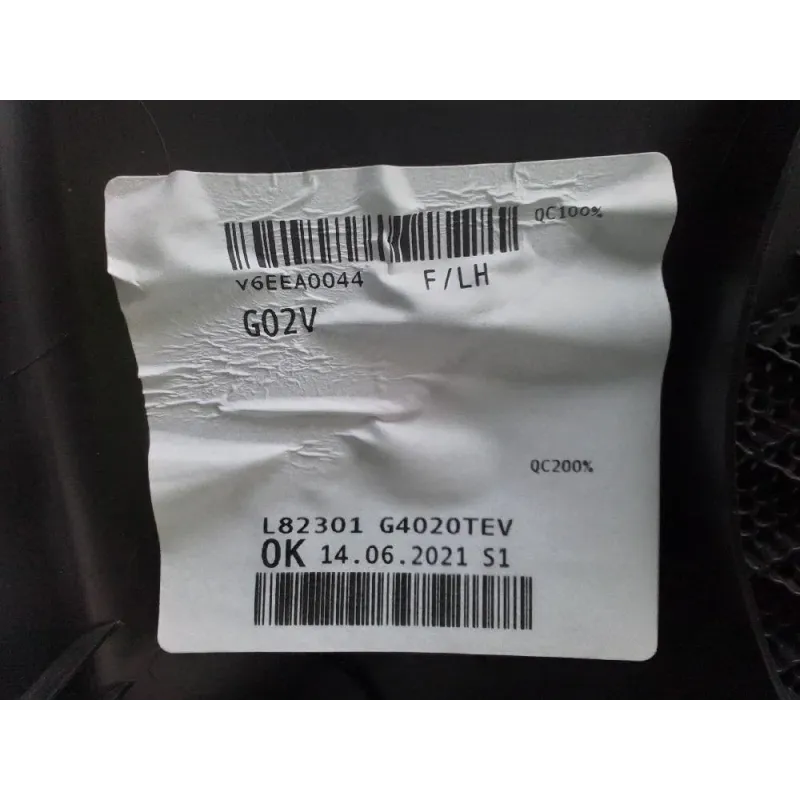 QC100%
V6EEA0044 F/LH
G02V
QC200%
L82301 G4020TEV
OK 14.06.2021 S1